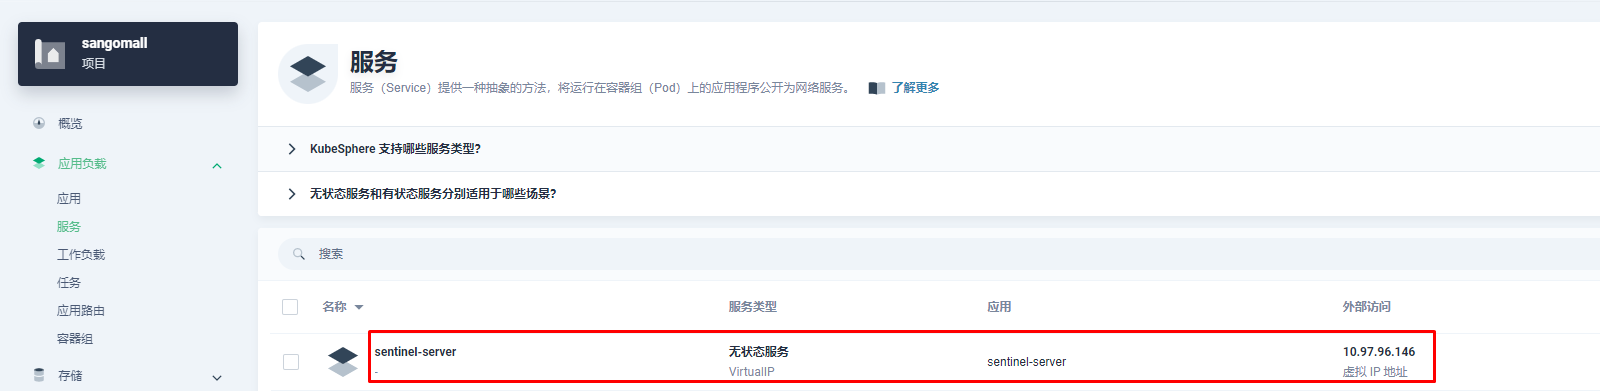 sangomall
项目
概览
应用负载
应用
服务
工作负载
任务
应用路由
容器组
存储
服务
服务（Service）提供一种抽象的方法，将运行在容器组（Pod）上的应用程序公开为网络服务。 了解更多
KubeSphere 支持哪些服务类型?
无状态服务和有状态服务分别适用于哪些场景?
搜索
名称 服务类型 应用 外部访问
sentinel-server 无状态服务 sentinel-server 10.97.96.146
- VirtualIP 虚拟 IP 地址